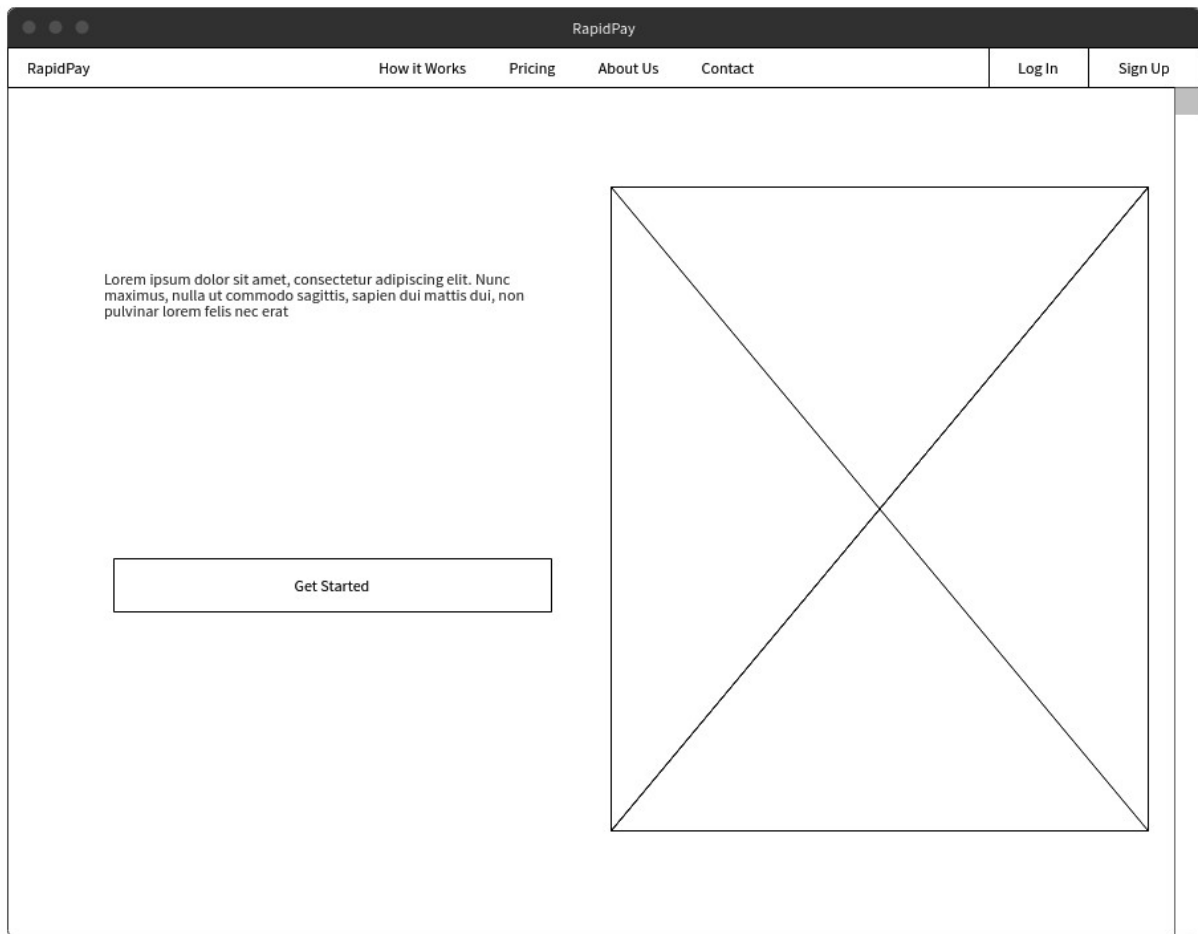 RapidPay
RapidPay How it Works Pricing About Us Contact Log In Sign Up
Lorem ipsum dolor sit amet, consectetur adipiscing elit. Nunc
maximus, nulla ut commodo sagittis, sapien dui mattis dui, non
pulvinar lorem felis nec erat
Get Started